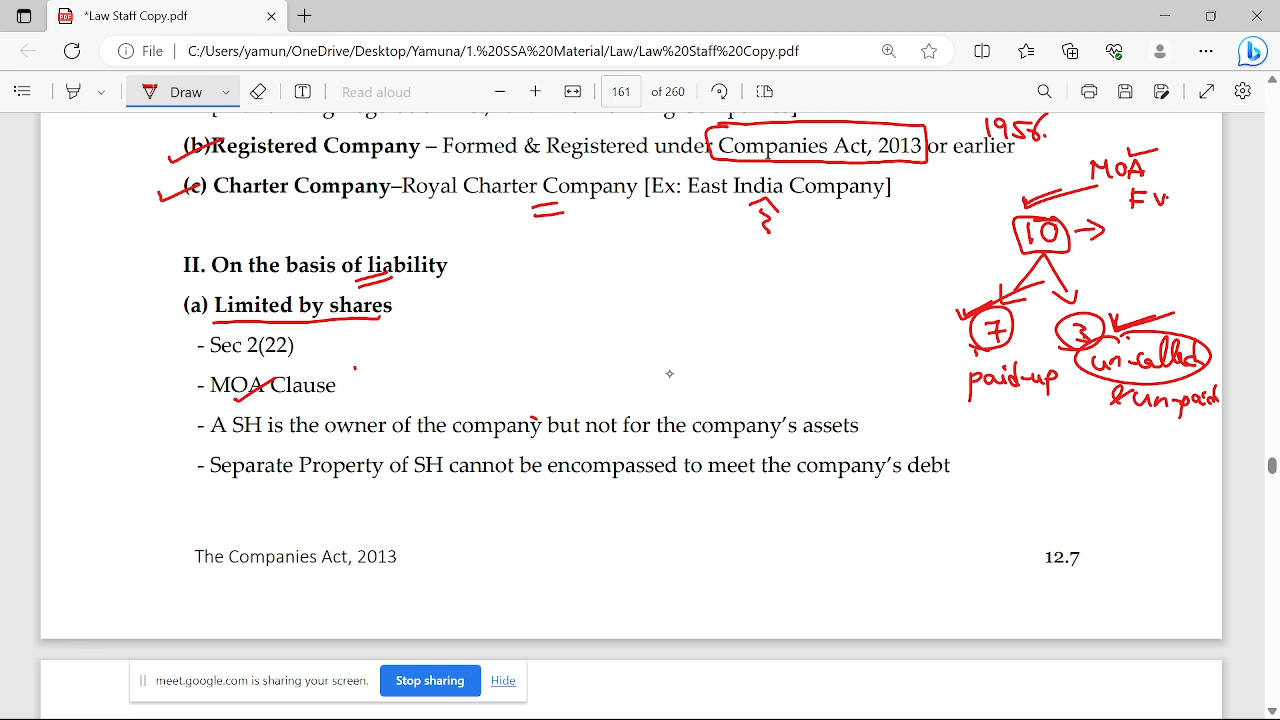 *Law Staff Copy.pdf
File
C:/Users/yamun/OneDrive/Desktop/Yamuna/1.%20SSA%20Material/Law/Law%20Staff%20Copy.pdf
Draw
Read aloud
161 of 260
1956.
(b)Registered Company – Formed & Registered under Companies Act, 2013 or earlier
MOA
(c) Charter Company–Royal Charter Company [Ex: East India Company]
FV
10
II. On the basis of liability
(a) Limited by shares
7
3
- Sec 2(22)
un-called
paid-up
- MOA Clause
& un-paid
- A SH is the owner of the company but not for the company's assets
- Separate Property of SH cannot be encompassed to meet the company's debt
The Companies Act, 2013
12.7
meet.google.com is sharing your screen.
Stop sharing
Hide